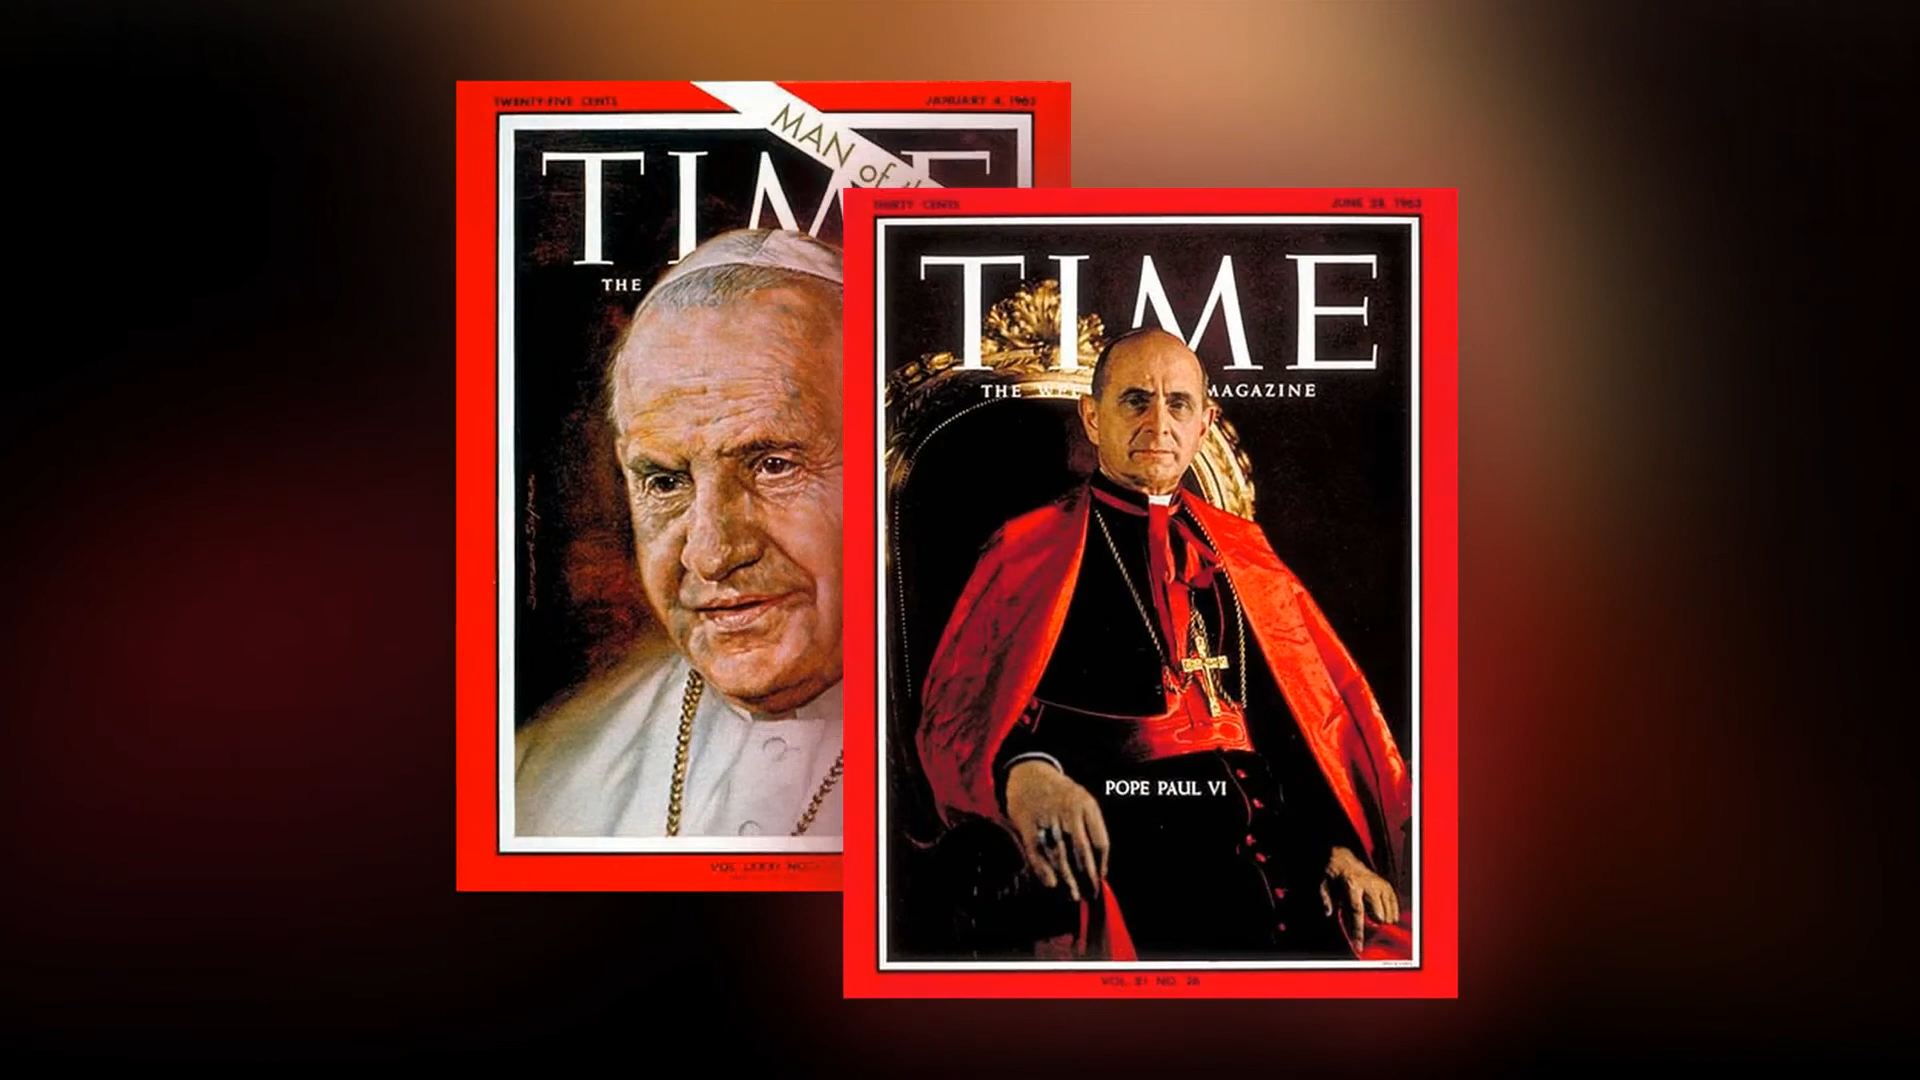 TWENTY-FIVE CENTS
JANUARY 4, 1963
MAN of th
TIME
THE
THIRTY CENTS
JUNE 28, 1963
TIME
THE WEE MAGAZINE
POPE PAUL VI
VOL. 81 NO. 26